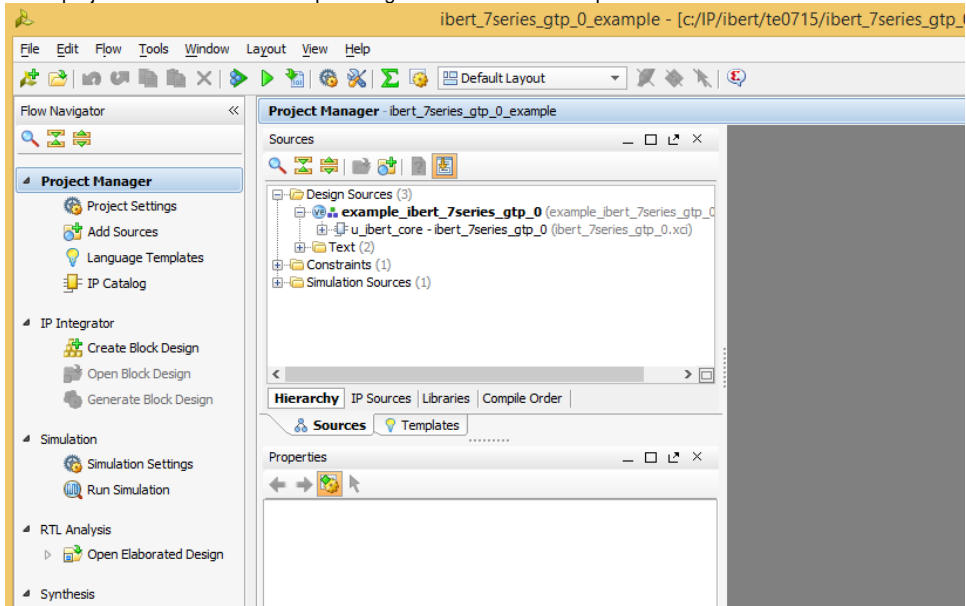 ibert_7series_gtp_0_example - [c:/IP/ibert/te0715/ibert_7series_gtp_
File Edit Flow Tools Window Layout View Help
Default Layout
Flow Navigator
Project Manager - ibert_7series_gtp_0_example
Sources
Project Manager
Project Settings
Add Sources
Language Templates
IP Catalog
IP Integrator
Create Block Design
Open Block Design
Generate Block Design
Simulation
Simulation Settings
Run Simulation
RTL Analysis
Open Elaborated Design
Synthesis
Design Sources (3)
example_ibert_7series_gtp_0 (example_ibert_7series_gtp_0
u_ibert_core - ibert_7series_gtp_0 (ibert_7series_gtp_0.xci)
Text (2)
Constraints (1)
Simulation Sources (1)
Hierarchy IP Sources Libraries Compile Order
Sources Templates
Properties